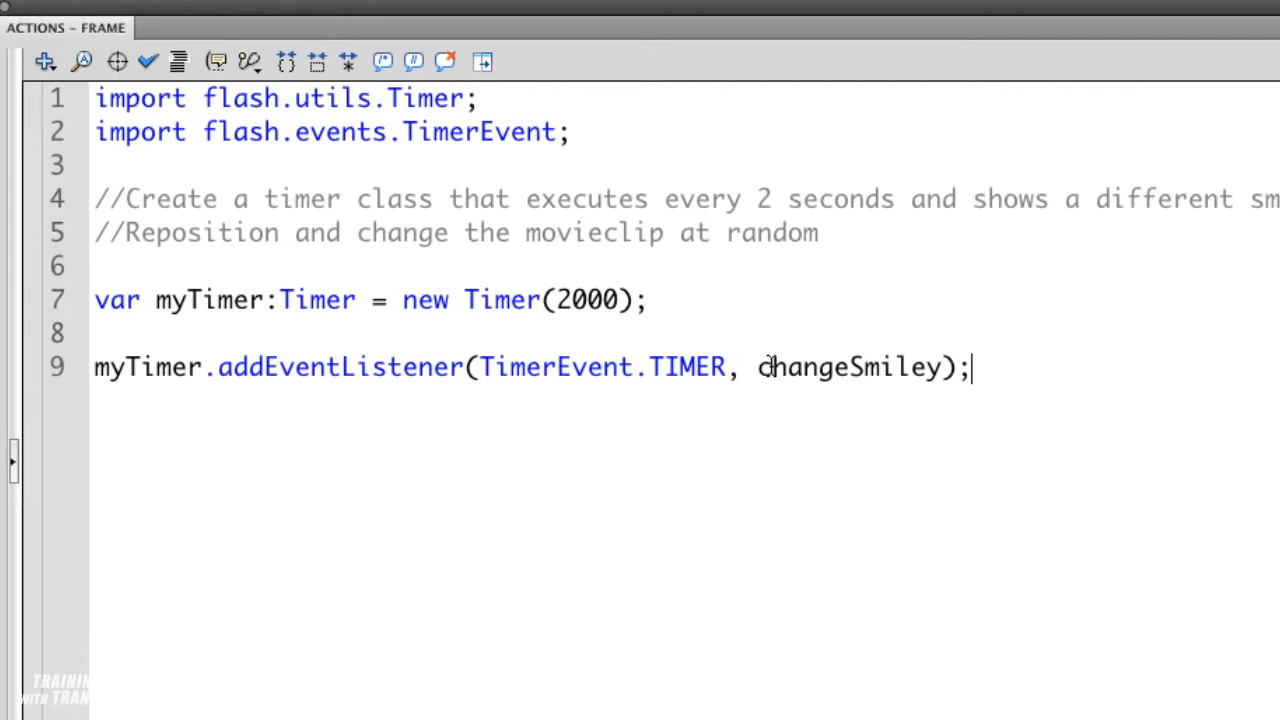 ACTIONS – FRAME
1 import flash.utils.Timer;
2 import flash.events.TimerEvent;
3
4 //Create a timer class that executes every 2 seconds and shows a different
5 //Reposition and change the movieclip at random
6
7 var myTimer:Timer = new Timer(2000);
8
9 myTimer.addEventListener(TimerEvent.TIMER, changeSmiley);